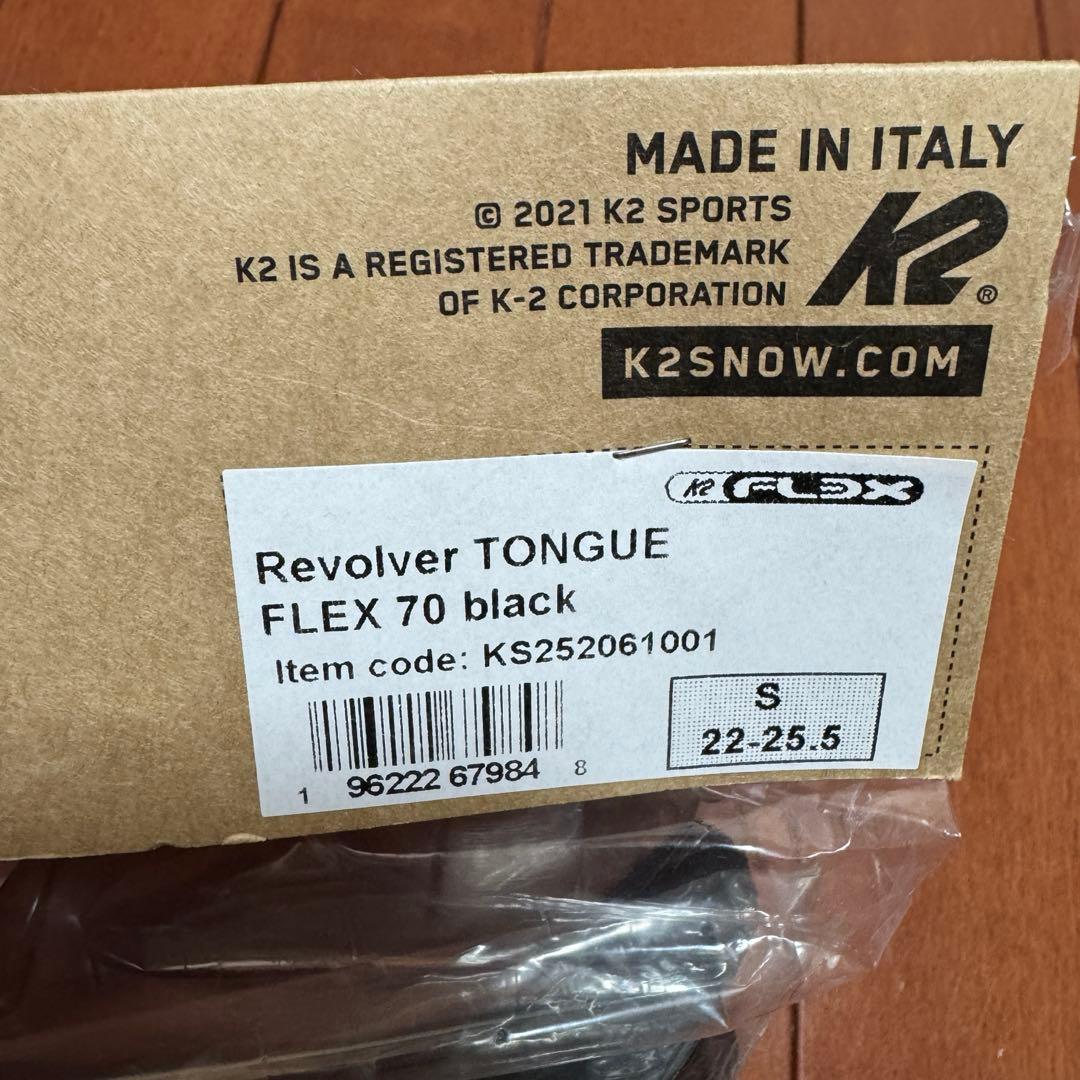 MADE IN ITALY
© 2021 K2 SPORTS
K2 IS A REGISTERED TRADEMARK
OF K-2 CORPORATION
K2®
K2SNOW.COM
K2 FLEX
Revolver TONGUE
FLEX 70 black
Item code: KS252061001
S
22-25.5
1 96222 67984 8